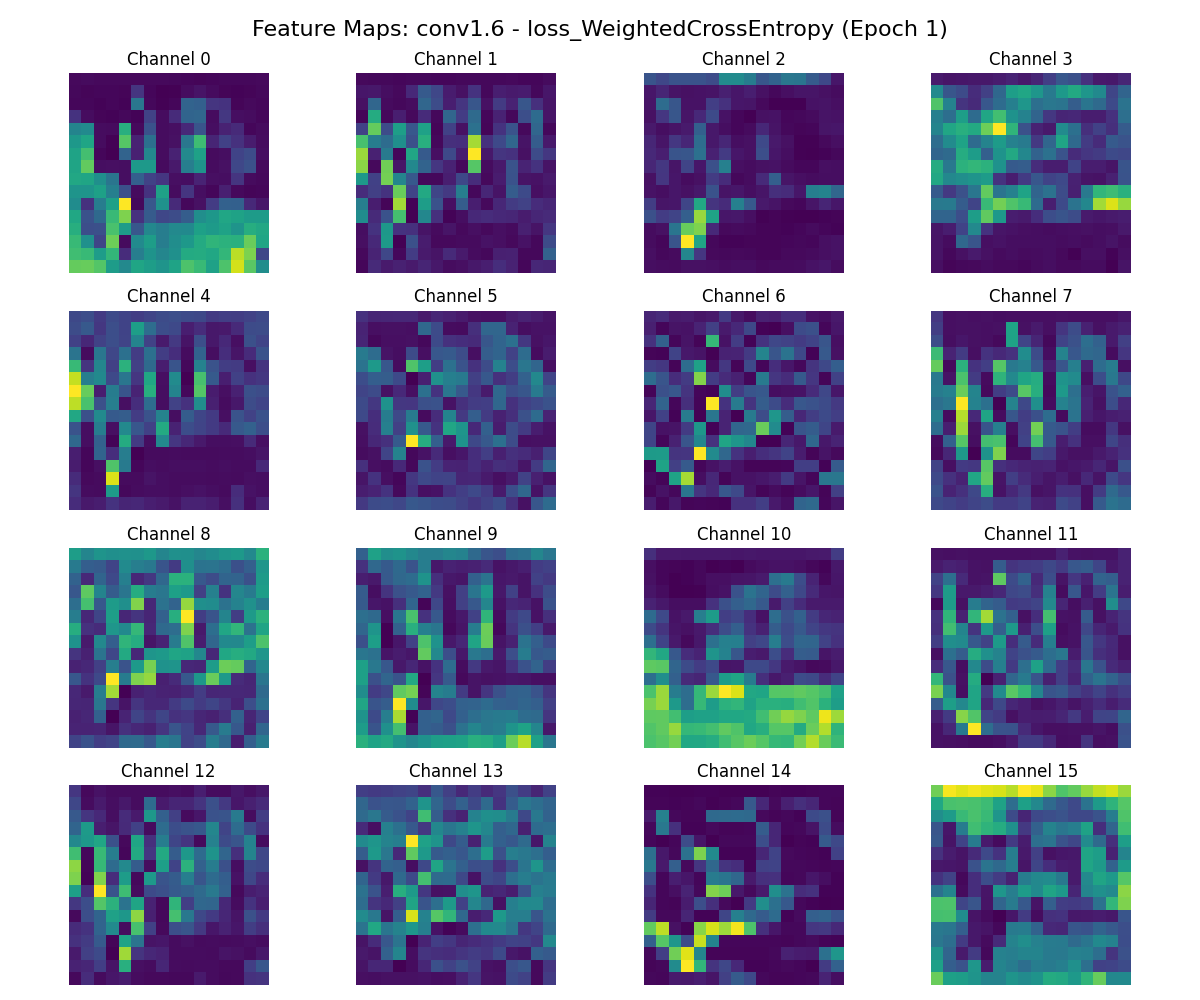 Feature Maps: conv1.6 - loss_WeightedCrossEntropy (Epoch 1)
Channel 0 Channel 1 Channel 2 Channel 3
Channel 4 Channel 5 Channel 6 Channel 7
Channel 8 Channel 9 Channel 10 Channel 11
Channel 12 Channel 13 Channel 14 Channel 15